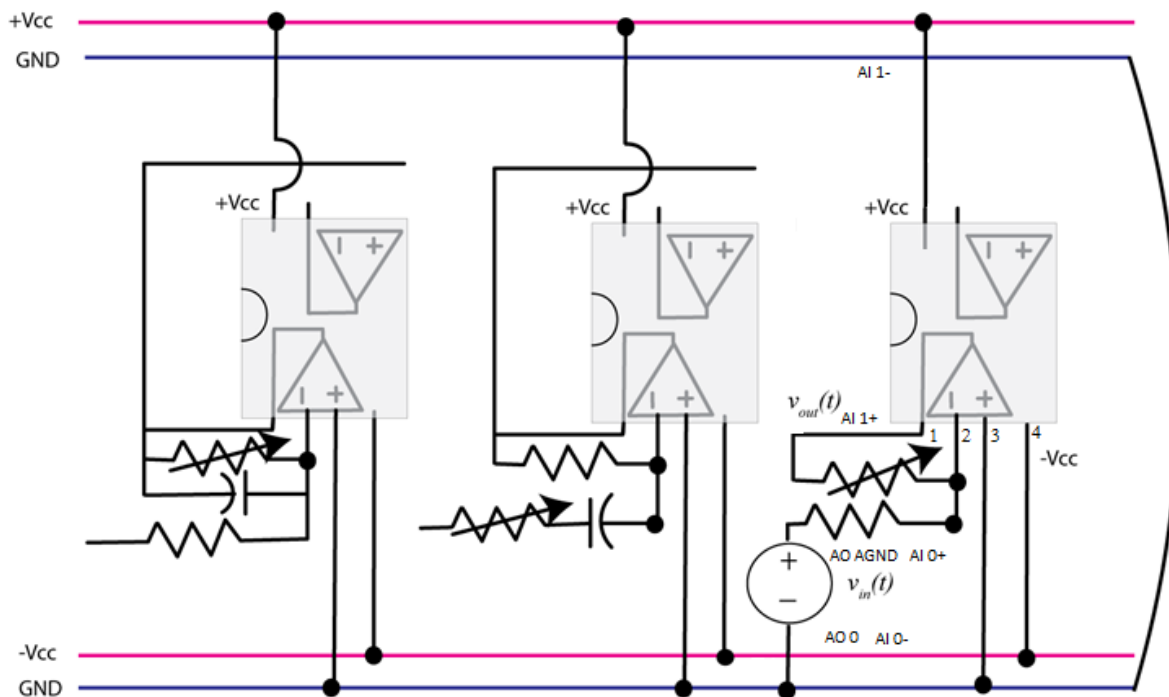 +Vcc
GND
AI 1-
+Vcc
+Vcc
+Vcc
v_out(t)
AI 1+
1 2 3 4
-Vcc
+
AO AGND AI 0+
−
v_in(t)
AO 0 AI 0-
-Vcc
GND